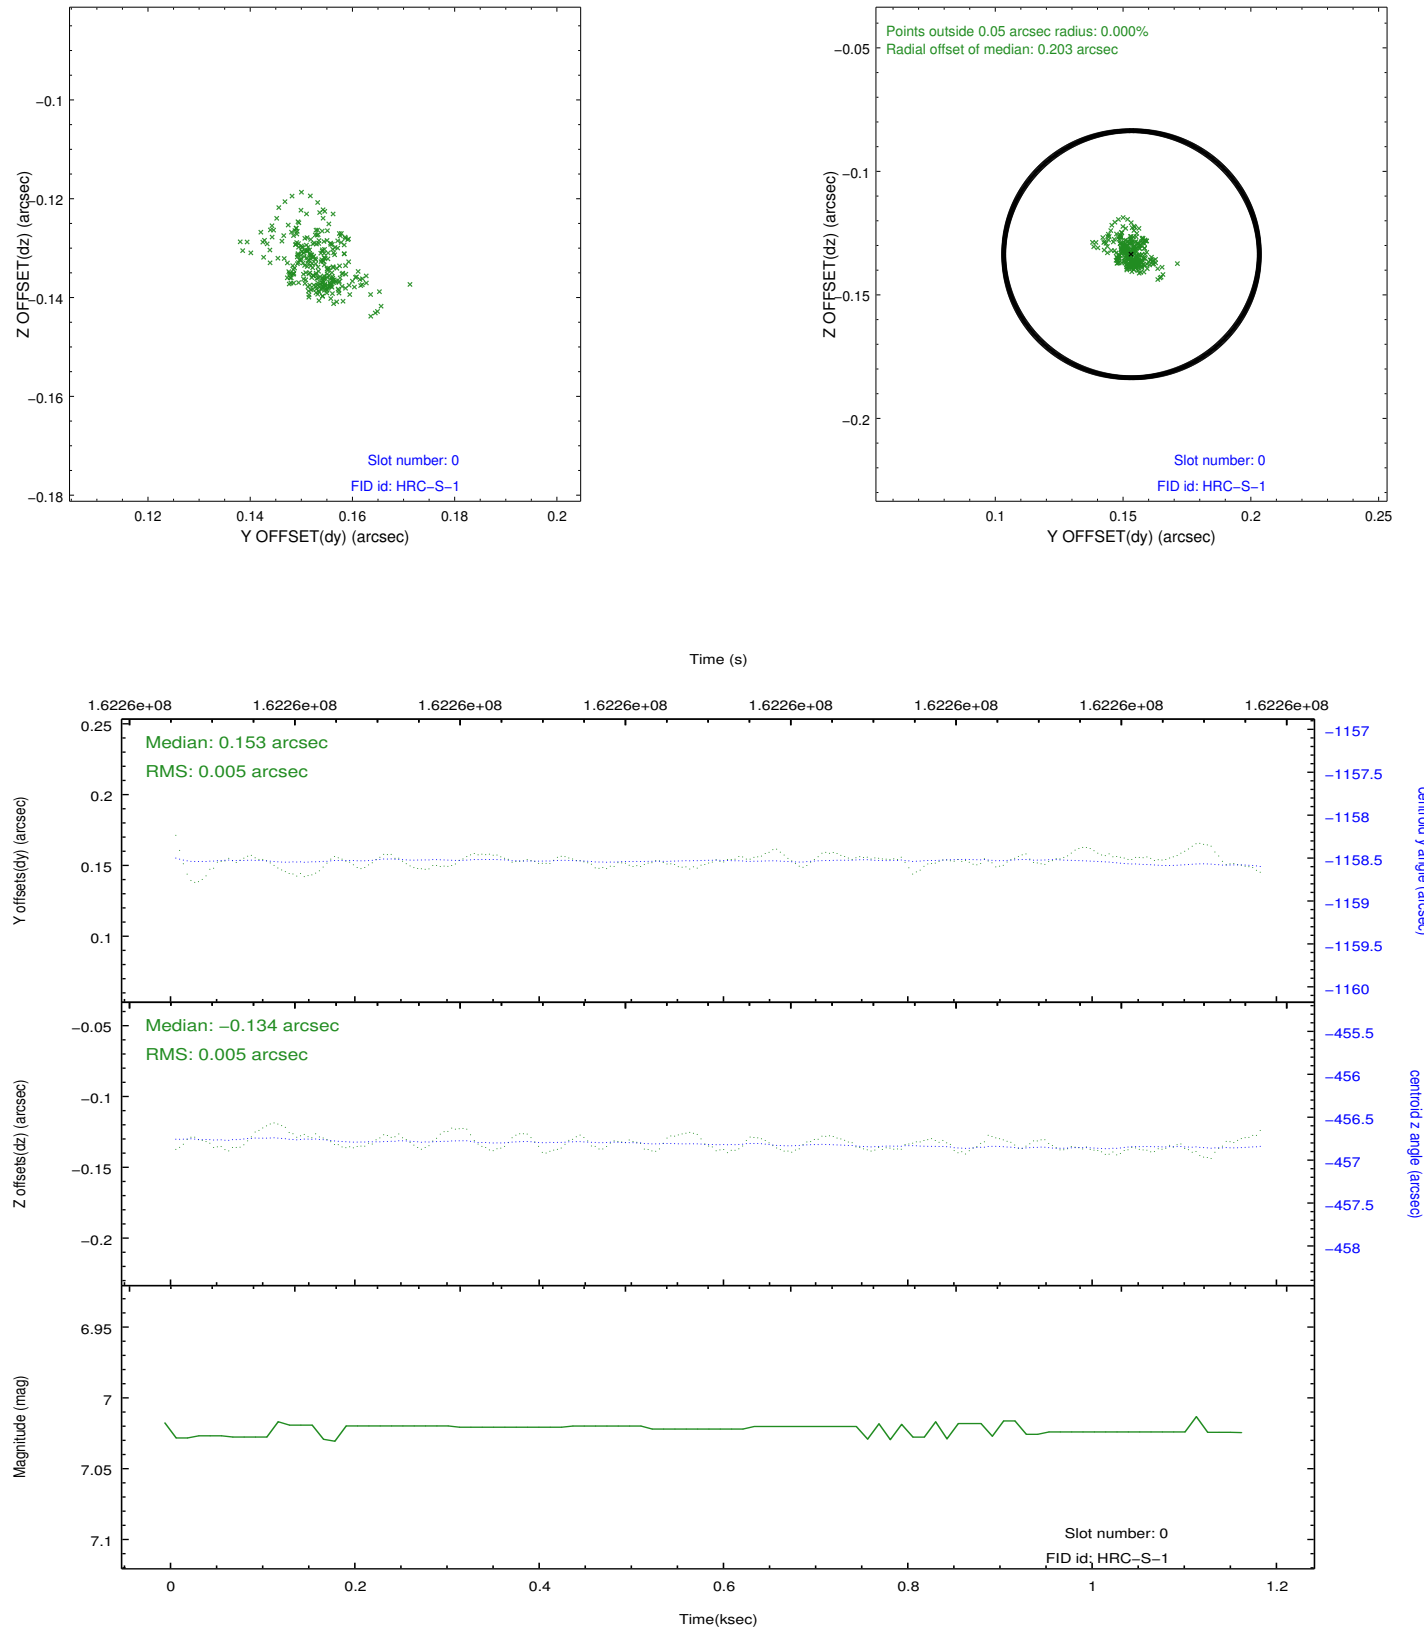 −0.1
−0.12
−0.14
−0.16
−0.18
Z OFFSET(dz) (arcsec)
Slot number: 0
FID id: HRC−S−1
0.12 0.14 0.16 0.18 0.2
Y OFFSET(dy) (arcsec)
Points outside 0.05 arcsec radius: 0.000%
Radial offset of median: 0.203 arcsec
−0.05
−0.1
−0.15
−0.2
Z OFFSET(dz) (arcsec)
Slot number: 0
FID id: HRC−S−1
0.1 0.15 0.2 0.25
Y OFFSET(dy) (arcsec)
Time (s)
1.6226e+08 1.6226e+08 1.6226e+08 1.6226e+08 1.6226e+08 1.6226e+08 1.6226e+08 1.6226e+08
Median: 0.153 arcsec
RMS: 0.005 arcsec
0.25
0.2
0.15
0.1
Y offsets(dy) (arcsec)
−1157
−1157.5
−1158
−1158.5
−1159
−1159.5
−1160
centroid y angle (arcsec)
Median: −0.134 arcsec
RMS: 0.005 arcsec
−0.05
−0.1
−0.15
−0.2
Z offsets(dz) (arcsec)
−455.5
−456
−456.5
−457
−457.5
−458
centroid z angle (arcsec)
6.95
7
7.05
7.1
Magnitude (mag)
Slot number: 0
FID id: HRC−S−1
0 0.2 0.4 0.6 0.8 1 1.2
Time(ksec)